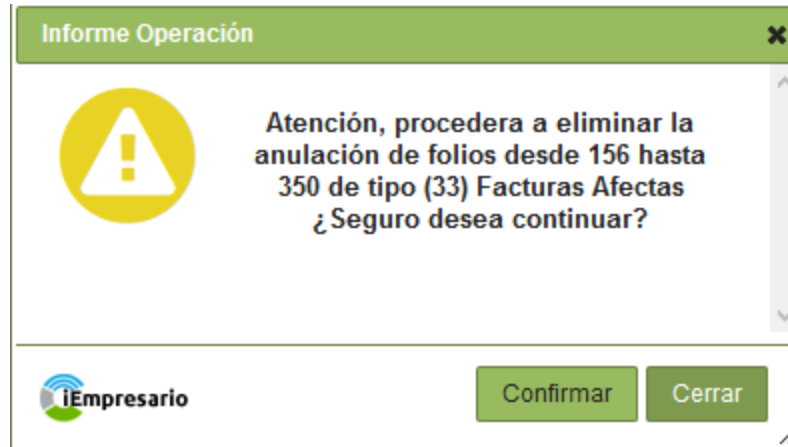 Informe Operación
Atención, procedera a eliminar la
anulación de folios desde 156 hasta
350 de tipo (33) Facturas Afectas
¿Seguro desea continuar?
iEmpresario
Confirmar
Cerrar